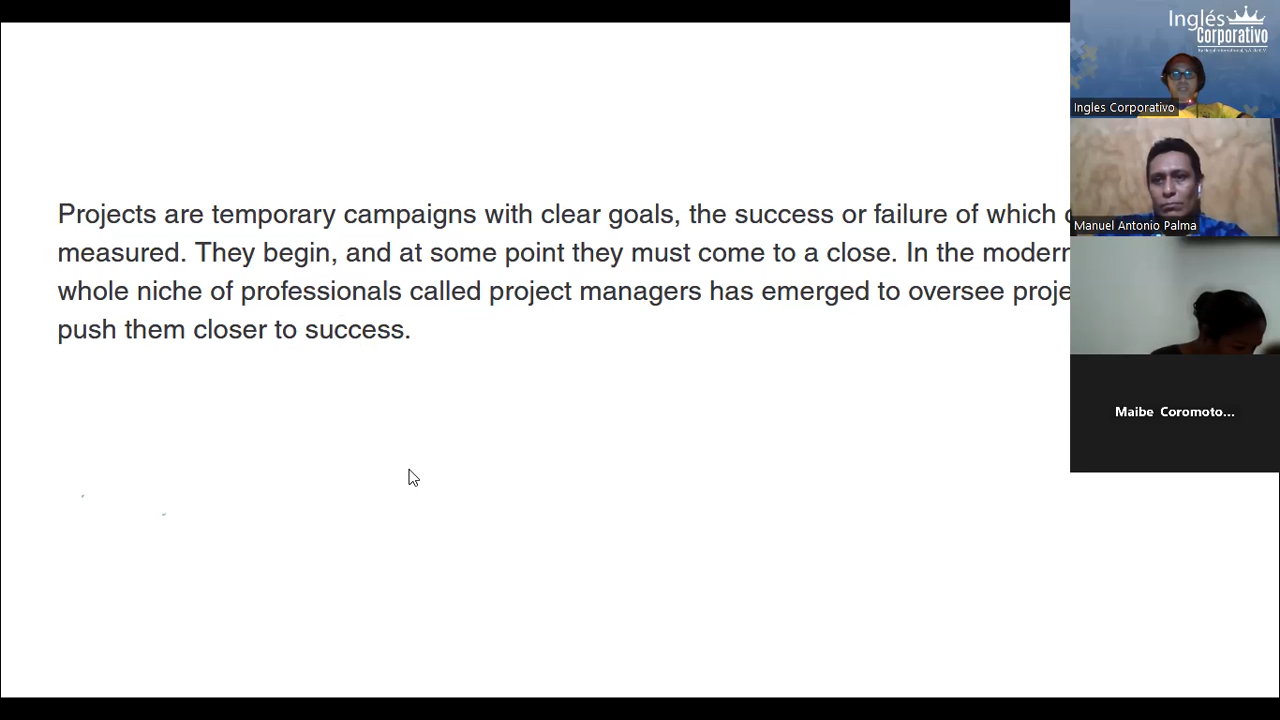 Projects are temporary campaigns with clear goals, the success or failure of which
measured. They begin, and at some point they must come to a close. In the modern
whole niche of professionals called project managers has emerged to oversee
push them closer to success.
Inglés
Corporativo
Ingles Corporativo
Manuel Antonio Palma
Maibe Coromoto...